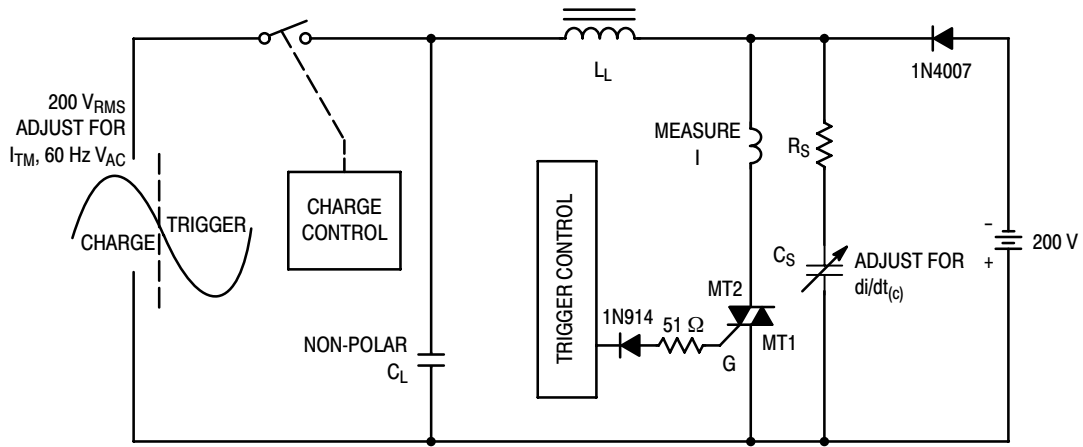 200 VRMS
ADJUST FOR
ITM, 60 Hz VAC
CHARGE
TRIGGER
CHARGE
CONTROL
NON-POLAR
CL
LL
TRIGGER CONTROL
MEASURE
I
1N914
51 Ω
G
MT2
MT1
RS
CS
ADJUST FOR
di/dt(c)
1N4007
-
+
200 V